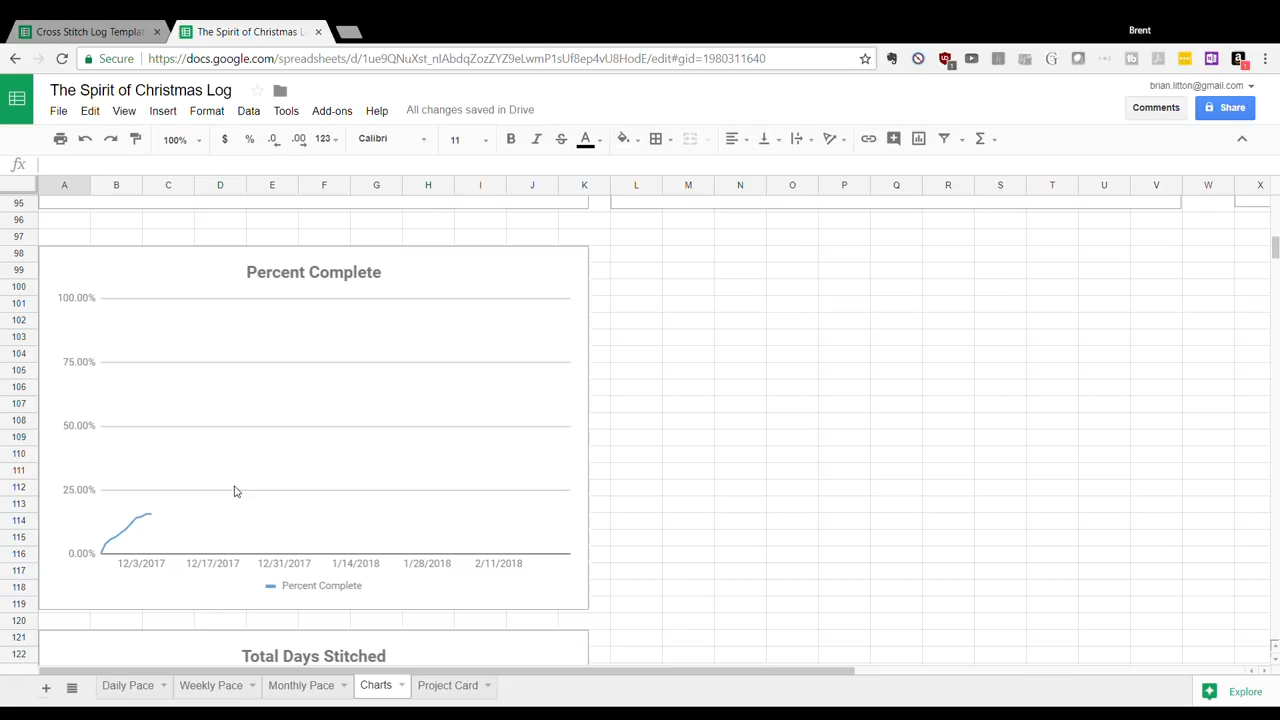 Brent
Cross Stitch Log Templat
The Spirit of Christmas L
Secure
https://docs.google.com/spreadsheets/d/1ue9QNuXst_nIAbdqZxZYZ9eLwmP1sUf8ep4vU8HodE/edit#gid=1980311640
The Spirit of Christmas Log
brian.litton@gmail.com
File Edit View Insert Format Data Tools Add-ons Help All changes saved in Drive
Comments
Share
100% $ % .0 .00 123 Calibri 11 B I S A Σ
fx
A B C D E F G H I J K L M N O P Q R S T U V W X
95
96
97
98
99
100
101
102
103
104
105
106
107
108
109
110
111
112
113
114
115
116
117
118
119
120
121
122
Percent Complete
100.00%
75.00%
50.00%
25.00%
0.00%
12/3/2017 12/17/2017 12/31/2017 1/14/2018 1/28/2018 2/11/2018
Percent Complete
Total Days Stitched
Daily Pace Weekly Pace Monthly Pace Charts Project Card
Explore